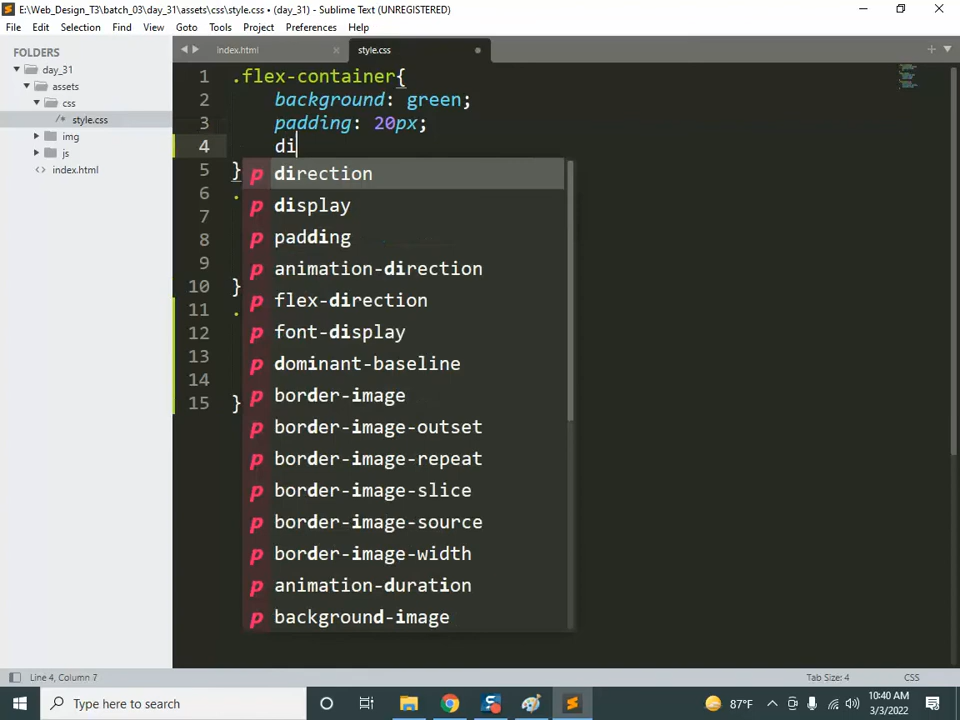 E:\Web_Design_T3\batch_03\day_31\assets\css\style.css • (day_31) - Sublime Text (UNREGISTERED)
File Edit Selection Find View Goto Tools Project Preferences Help
FOLDERS
day_31
assets
css
/* style.css
img
js
index.html
index.html × style.css
1 .flex-container{
2 background: green;
3 padding: 20px;
4 di
5 }
6 .
7
8
9
10 }
11 .
12
13
14
15 }
p direction
p display
p padding
p animation-direction
p flex-direction
p font-display
p dominant-baseline
p border-image
p border-image-outset
p border-image-repeat
p border-image-slice
p border-image-source
p border-image-width
p animation-duration
p background-image
Line 4, Column 7 Tab Size: 4 CSS
Type here to search 87°F 10:40 AM
3/3/2022